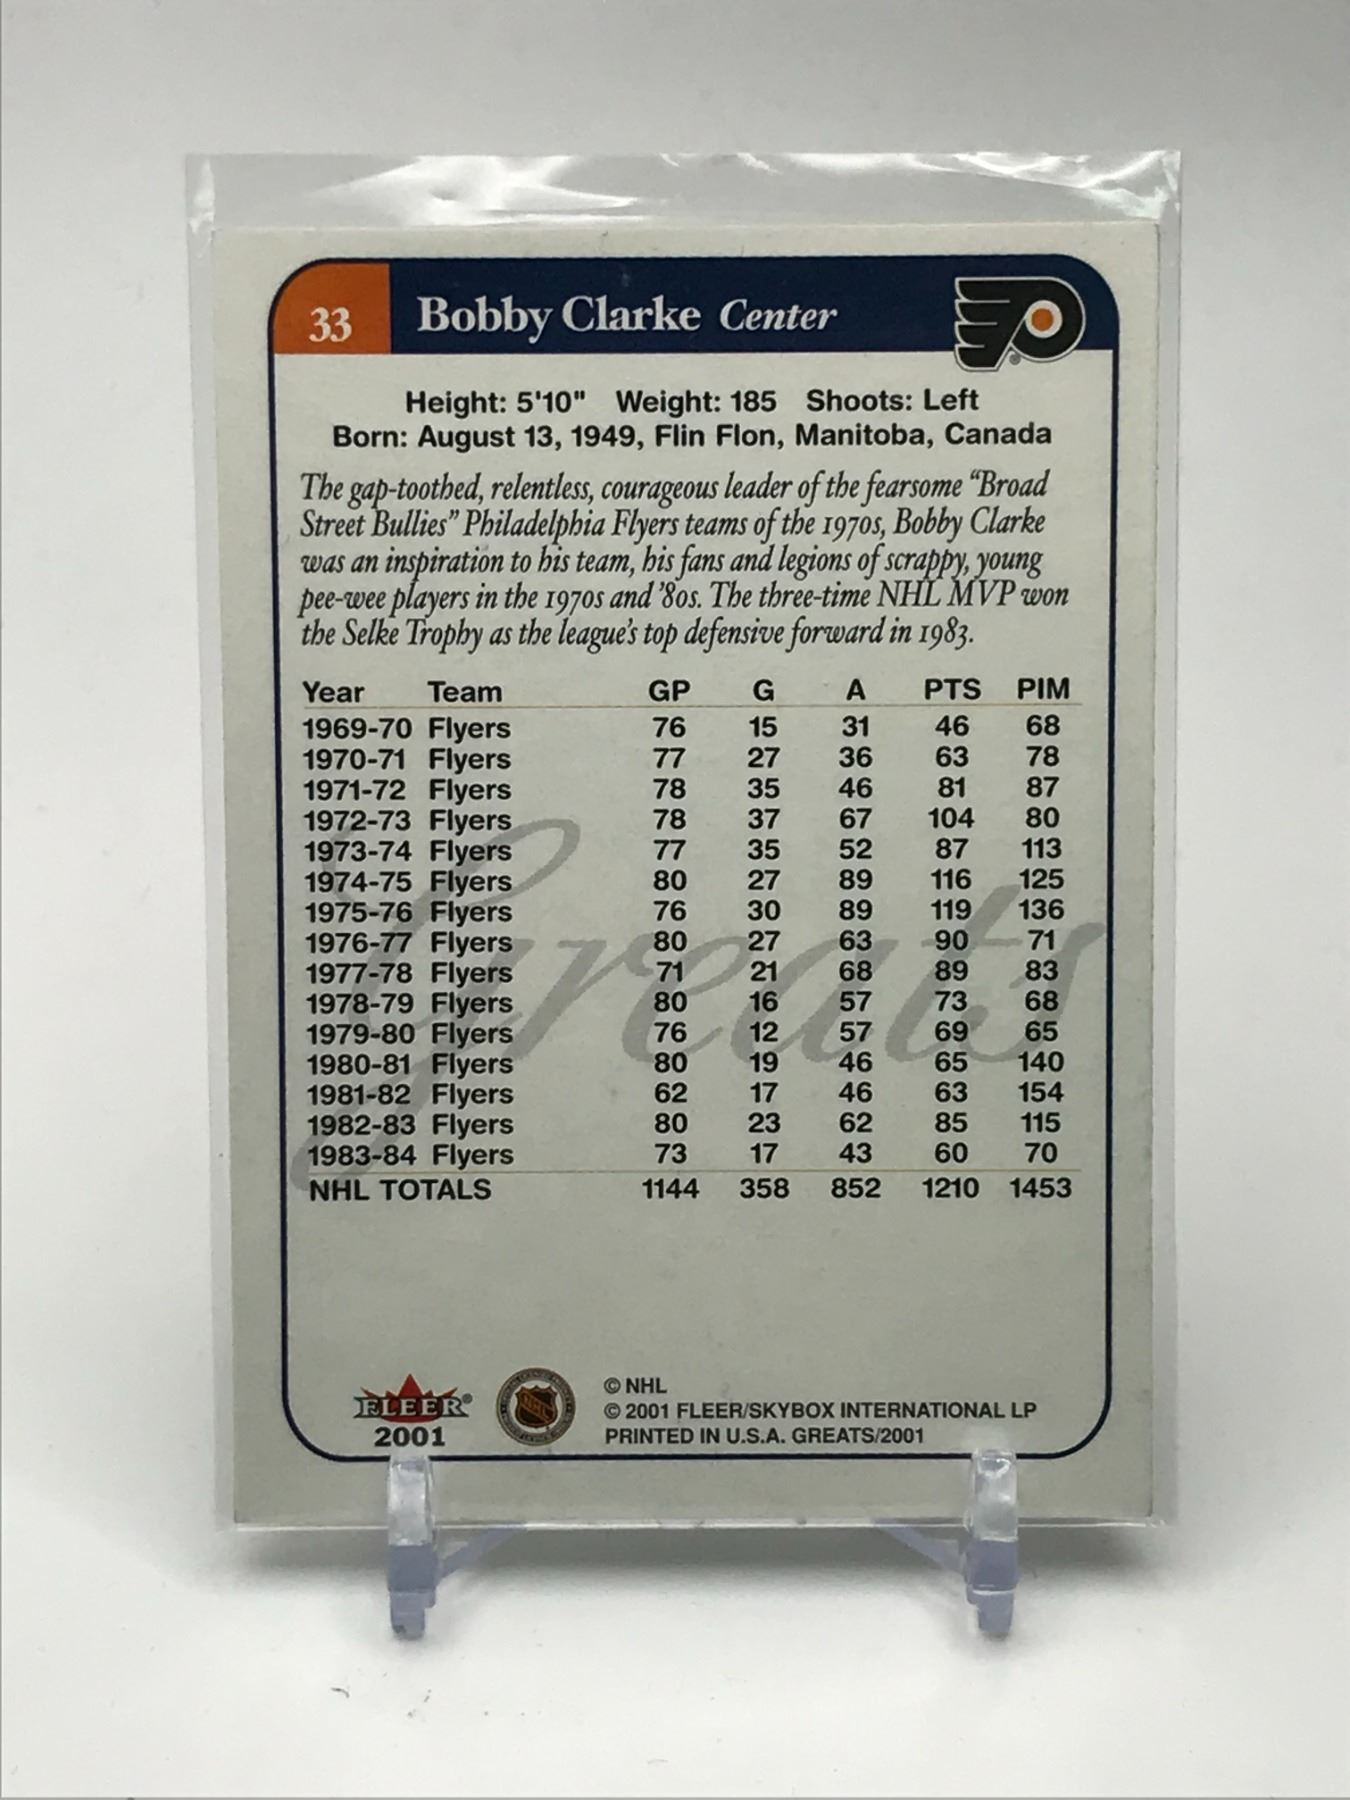 33 Bobby Clarke Center
Height: 5'10" Weight: 185 Shoots: Left
Born: August 13, 1949, Flin Flon, Manitoba, Canada
The gap-toothed, relentless, courageous leader of the fearsome “Broad
Street Bullies” Philadelphia Flyers teams of the 1970s, Bobby Clarke
was an inspiration to his team, his fans and legions of scrappy, young
pee-wee players in the 1970s and ’80s. The three-time NHL MVP won
the Selke Trophy as the league's top defensive forward in 1983.
Year Team GP G A PTS PIM
1969-70 Flyers 76 15 31 46 68
1970-71 Flyers 77 27 36 63 78
1971-72 Flyers 78 35 46 81 87
1972-73 Flyers 78 37 67 104 80
1973-74 Flyers 77 35 52 87 113
1974-75 Flyers 80 27 89 116 125
1975-76 Flyers 76 30 89 119 136
1976-77 Flyers 80 27 63 90 71
1977-78 Flyers 71 21 68 89 83
1978-79 Flyers 80 16 57 73 68
1979-80 Flyers 76 12 57 69 65
1980-81 Flyers 80 19 46 65 140
1981-82 Flyers 62 17 46 63 154
1982-83 Flyers 80 23 62 85 115
1983-84 Flyers 73 17 43 60 70
NHL TOTALS 1144 358 852 1210 1453
Greats
FLEER®
2001
NHL
© NHL
© 2001 FLEER/SKYBOX INTERNATIONAL LP
PRINTED IN U.S.A. GREATS/2001